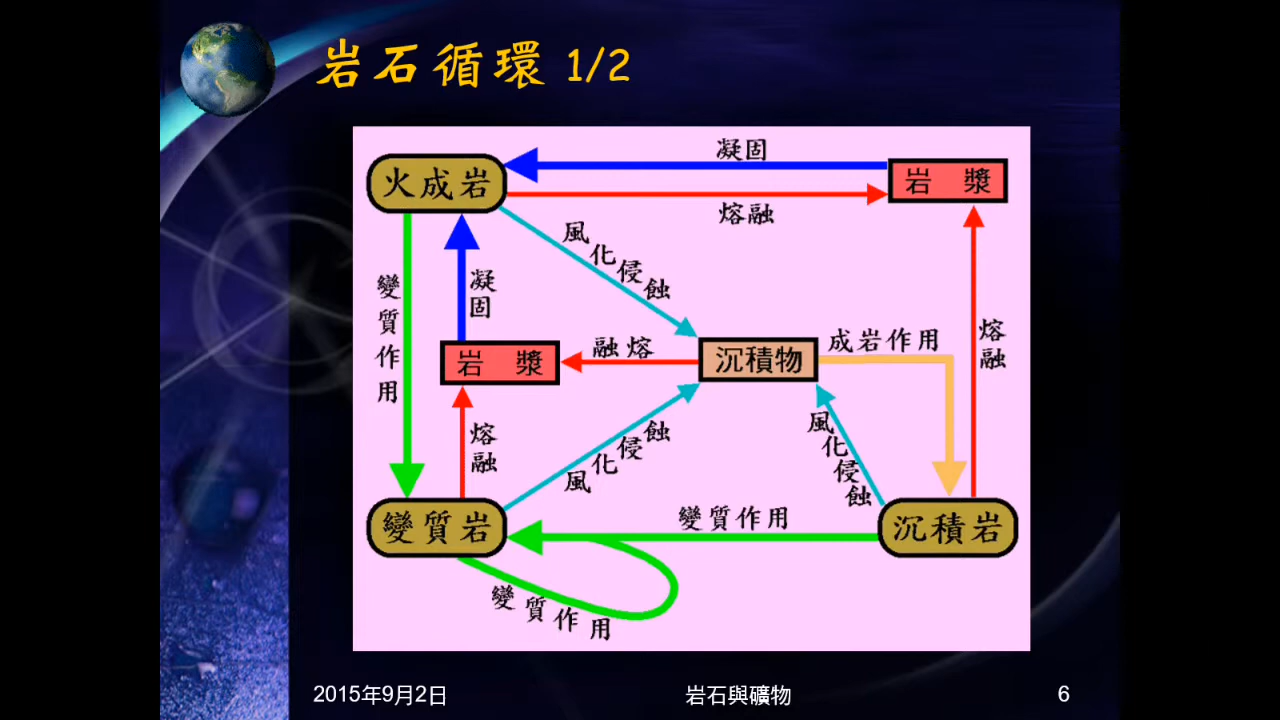 岩石循環 1/2
凝固
火成岩
岩漿
熔融
風化侵蝕
變質作用
凝固
熔融
成岩作用
融熔
沉積物
岩漿
熔融
風化侵蝕
風化侵蝕
變質作用
變質岩
沉積岩
變質作用
2015年9月2日
岩石與礦物
6